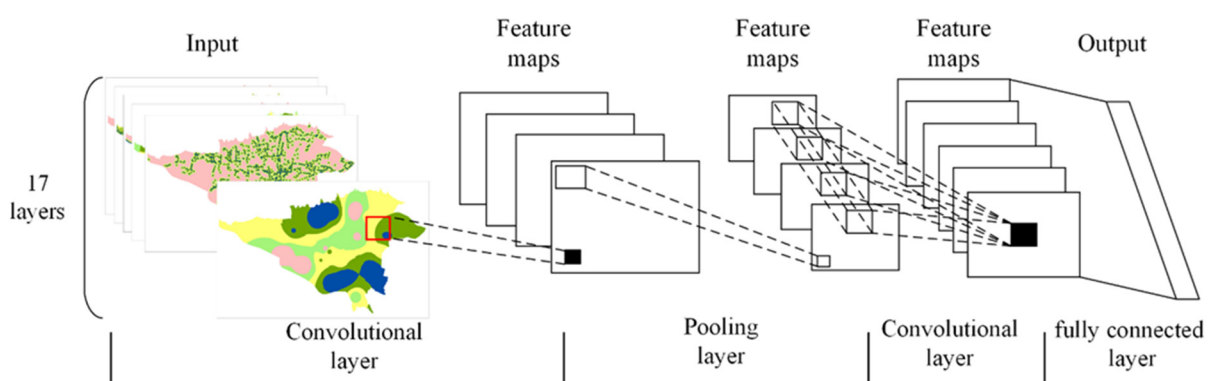 Input
Feature
maps
Feature
maps
Feature
maps
Output
17
layers
Convolutional
layer
Pooling
layer
Convolutional
layer
fully connected
layer